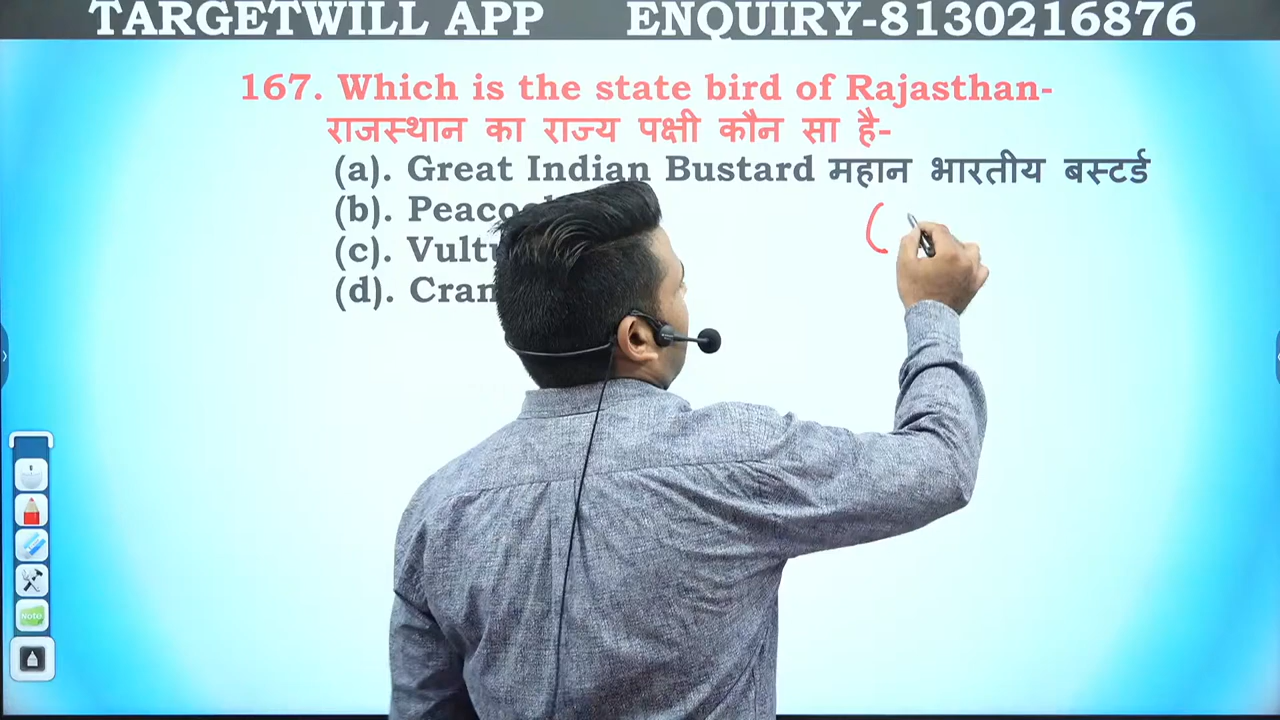 TARGETWILL APP ENQUIRY-8130216876
167. Which is the state bird of Rajasthan-
राजस्थान का राज्य पक्षी कौन सा है-
(a). Great Indian Bustard महान भारतीय बस्टर्ड
(b).
(c).
(d).
Note